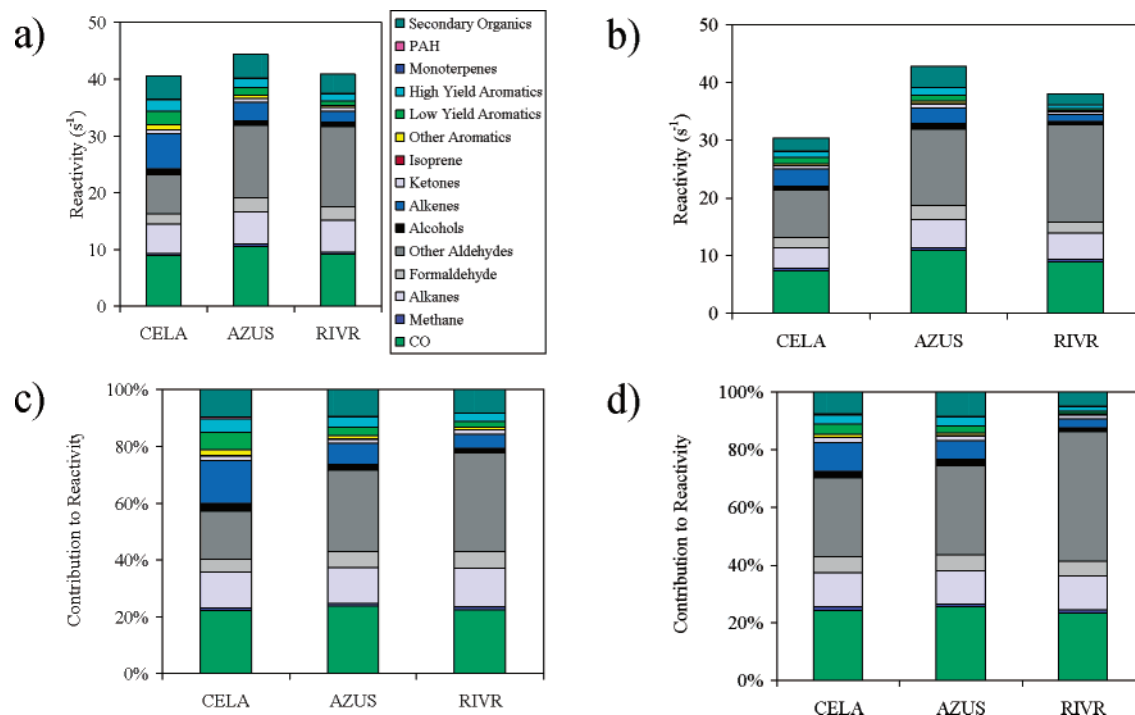 a)
50
40
30
20
10
0
Reactivity (s-1)
CELA AZUS RIVR
Secondary Organics
PAH
Monoterpenes
High Yield Aromatics
Low Yield Aromatics
Other Aromatics
Isoprene
Ketones
Alkenes
Alcohols
Other Aldehydes
Formaldehyde
Alkanes
Methane
CO
b)
50
40
30
20
10
0
Reactivity (s-1)
CELA AZUS RIVR
c)
100%
80%
60%
40%
20%
0%
Contribution to Reactivity
CELA AZUS RIVR
d)
100%
80%
60%
40%
20%
0%
Contribution to Reactivity
CELA AZUS RIVR